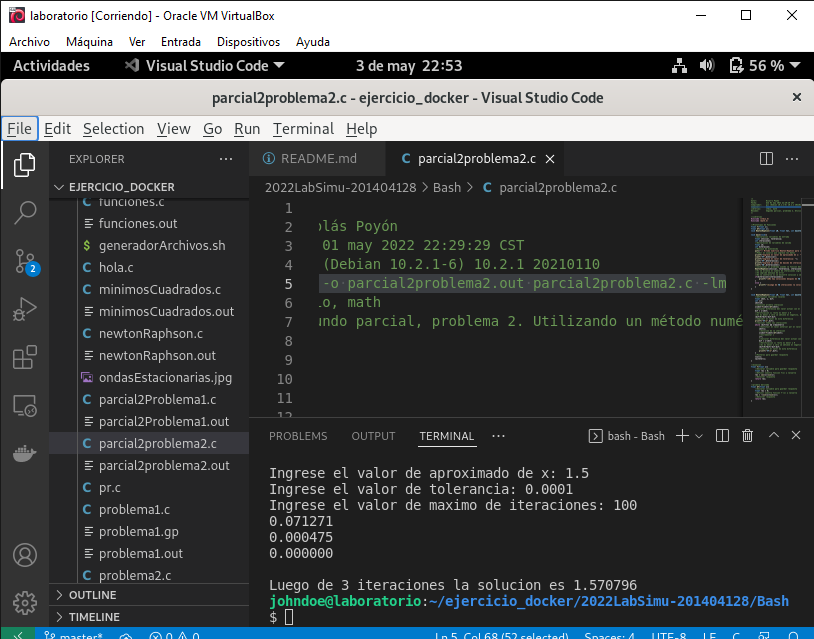 laboratorio [Corriendo] - Oracle VM VirtualBox
Archivo Máquina Ver Entrada Dispositivos Ayuda
Actividades Visual Studio Code 3 de may 22:53 56 %
parcial2problema2.c - ejercicio_docker - Visual Studio Code
File Edit Selection View Go Run Terminal Help
EXPLORER
EJERCICIO_DOCKER
funciones.c
funciones.out
$ generadorArchivos.sh
C hola.c
C minimosCuadrados.c
minimosCuadrados.out
C newtonRaphson.c
newtonRaphson.out
ondasEstacionarias.jpg
C parcial2Problema1.c
parcial2Problema1.out
C parcial2problema2.c
parcial2problema2.out
C pr.c
C problema1.c
problema1.gp
problema1.out
C problema2.c
OUTLINE
TIMELINE
2
README.md C parcial2problema2.c
2022LabSimu-201404128 > Bash > C parcial2problema2.c
1
2 olás Poyón
3 01 may 2022 22:29:29 CST
4 (Debian 10.2.1-6) 10.2.1 20210110
5 -o parcial2problema2.out parcial2problema2.c -lm
6 io, math
7 undo parcial, problema 2. Utilizando un método numé
8
9
10
11
12
PROBLEMS OUTPUT TERMINAL bash - Bash
Ingrese el valor de aproximado de x: 1.5
Ingrese el valor de tolerancia: 0.0001
Ingrese el valor de maximo de iteraciones: 100
0.071271
0.000475
0.000000
Luego de 3 iteraciones la solucion es 1.570796
johndoe@laboratorio:~/ejercicio_docker/2022LabSimu-201404128/Bash
$
master* 0 0 Ln 5, Col 68 (52 selected) Spaces: 4 UTF-8 LF C